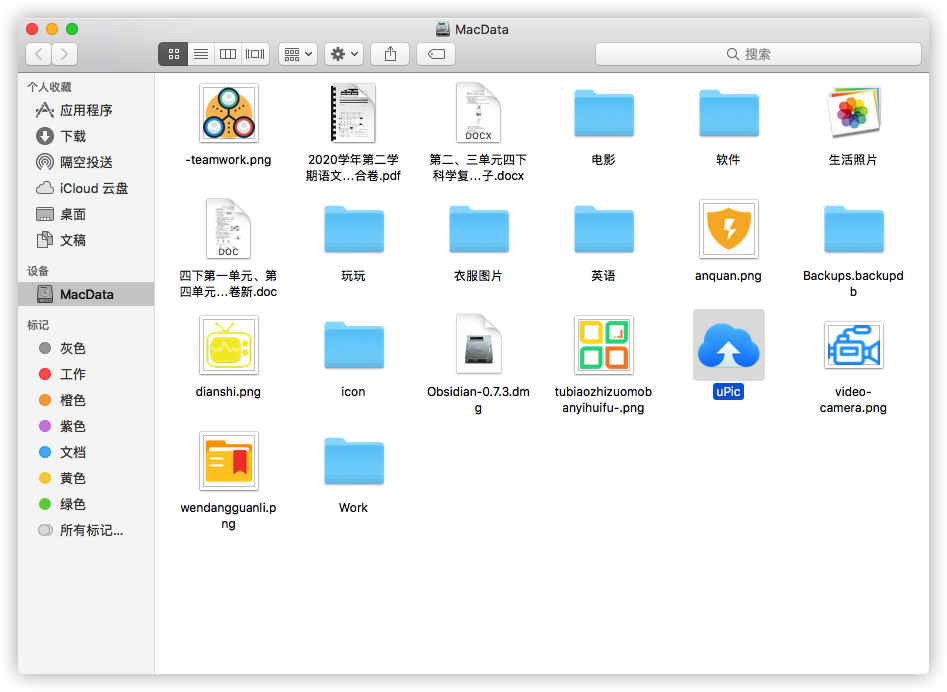 MacData
搜索
个人收藏
应用程序
下载
隔空投送
iCloud 云盘
桌面
文稿
设备
MacData
标记
灰色
工作
橙色
紫色
文档
黄色
绿色
所有标记...
-teamwork.png
2020学年第二学
期语文...合卷.pdf
DOCX
第二、三单元四下
科学复...子.docx
电影
软件
生活照片
DOC
四下第一单元、第
四单元...卷新.doc
玩玩
衣服图片
英语
anquan.png
Backups.backupd
b
dianshi.png
icon
Obsidian-0.7.3.dm
g
tubiaozhizuomob
anyihuifu-.png
uPic
video-
camera.png
wendangguanli.p
ng
Work